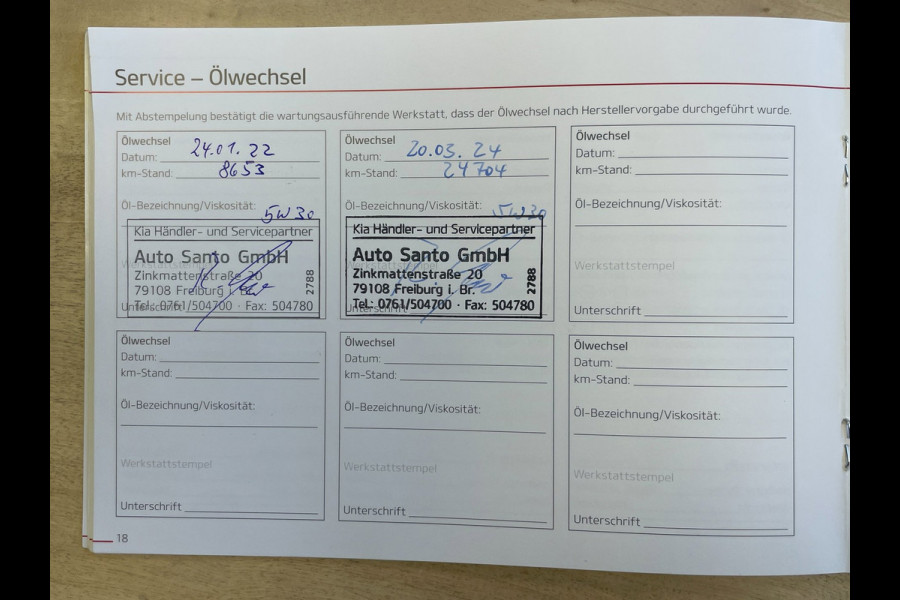 Service – Ölwechsel
Mit Abstempelung bestätigt die wartungsausführende Werkstatt, dass der Ölwechsel nach Herstellervorgabe durchgeführt wurde.
Ölwechsel
Datum: 24.01.22
km-Stand: 8653
Öl-Bezeichnung/Viskosität:
5W30
Kia Händler- und Servicepartner
Auto Santo GmbH
Zinkmattenstraße 20
79108 Freiburg i.
Tel.: 0761/504700 · Fax: 504780
2788
Unterschrift
Ölwechsel
Datum: 20.03.24
km-Stand: 24704
Öl-Bezeichnung/Viskosität:
5W30
Kia Händler- und Servicepartner
Auto Santo GmbH
Zinkmattenstraße 20
79108 Freiburg i. Br.
Tel.: 0761/504700 · Fax: 504780
2788
Unterschrift
Ölwechsel
Datum:
km-Stand:
Öl-Bezeichnung/Viskosität:
Werkstattstempel
Unterschrift
Ölwechsel
Datum:
km-Stand:
Öl-Bezeichnung/Viskosität:
Werkstattstempel
Unterschrift
Ölwechsel
Datum:
km-Stand:
Öl-Bezeichnung/Viskosität:
Werkstattstempel
Unterschrift
Ölwechsel
Datum:
km-Stand:
Öl-Bezeichnung/Viskosität:
Werkstattstempel
Unterschrift
18